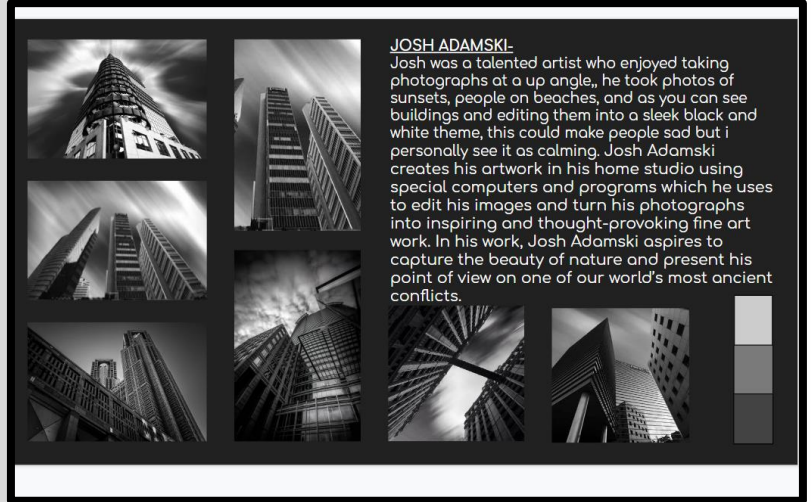 JOSH ADAMSKI-
Josh was a talented artist who enjoyed taking
photographs at a up angle,, he took photos of
sunsets, people on beaches, and as you can see
buildings and editing them into a sleek black and
white theme, this could make people sad but i
personally see it as calming. Josh Adamski
creates his artwork in his home studio using
special computers and programs which he uses
to edit his images and turn his photographs
into inspiring and thought-provoking fine art
work. In his work, Josh Adamski aspires to
capture the beauty of nature and present his
point of view on one of our world's most ancient
conflicts.